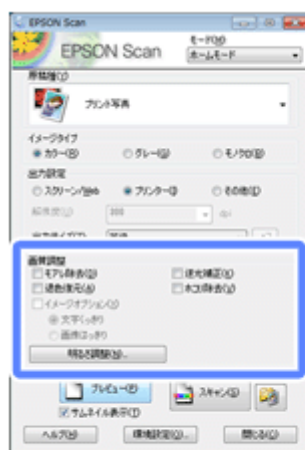 EPSON Scan
EPSON Scan
モード(M)
ホームモード
原稿種(O)
プリント写真
イメージタイプ
カラー(B) グレー(G) モノクロ(B)
出力設定
スクリーン/Web プリンター(I) その他(D)
解像度(U) 300 dpi
画質調整
モアレ除去(Q) 逆光補正(K)
退色復元(A) ホコリ除去(V)
イメージオプション(X)
文字くっきり
画像はっきり
明るさ調整(N)...
プレビュー(P) スキャン(S)
サムネイル表示(T)
ヘルプ(H) 環境設定(G)... 閉じる(C)